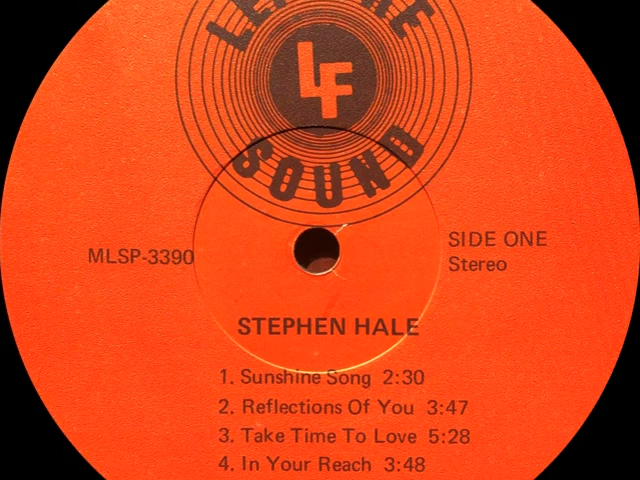 LF
SOUND
MLSP-3390
SIDE ONE
Stereo
STEPHEN HALE
1. Sunshine Song 2:30
2. Reflections Of You 3:47
3. Take Time To Love 5:28
4. In Your Reach 3:48